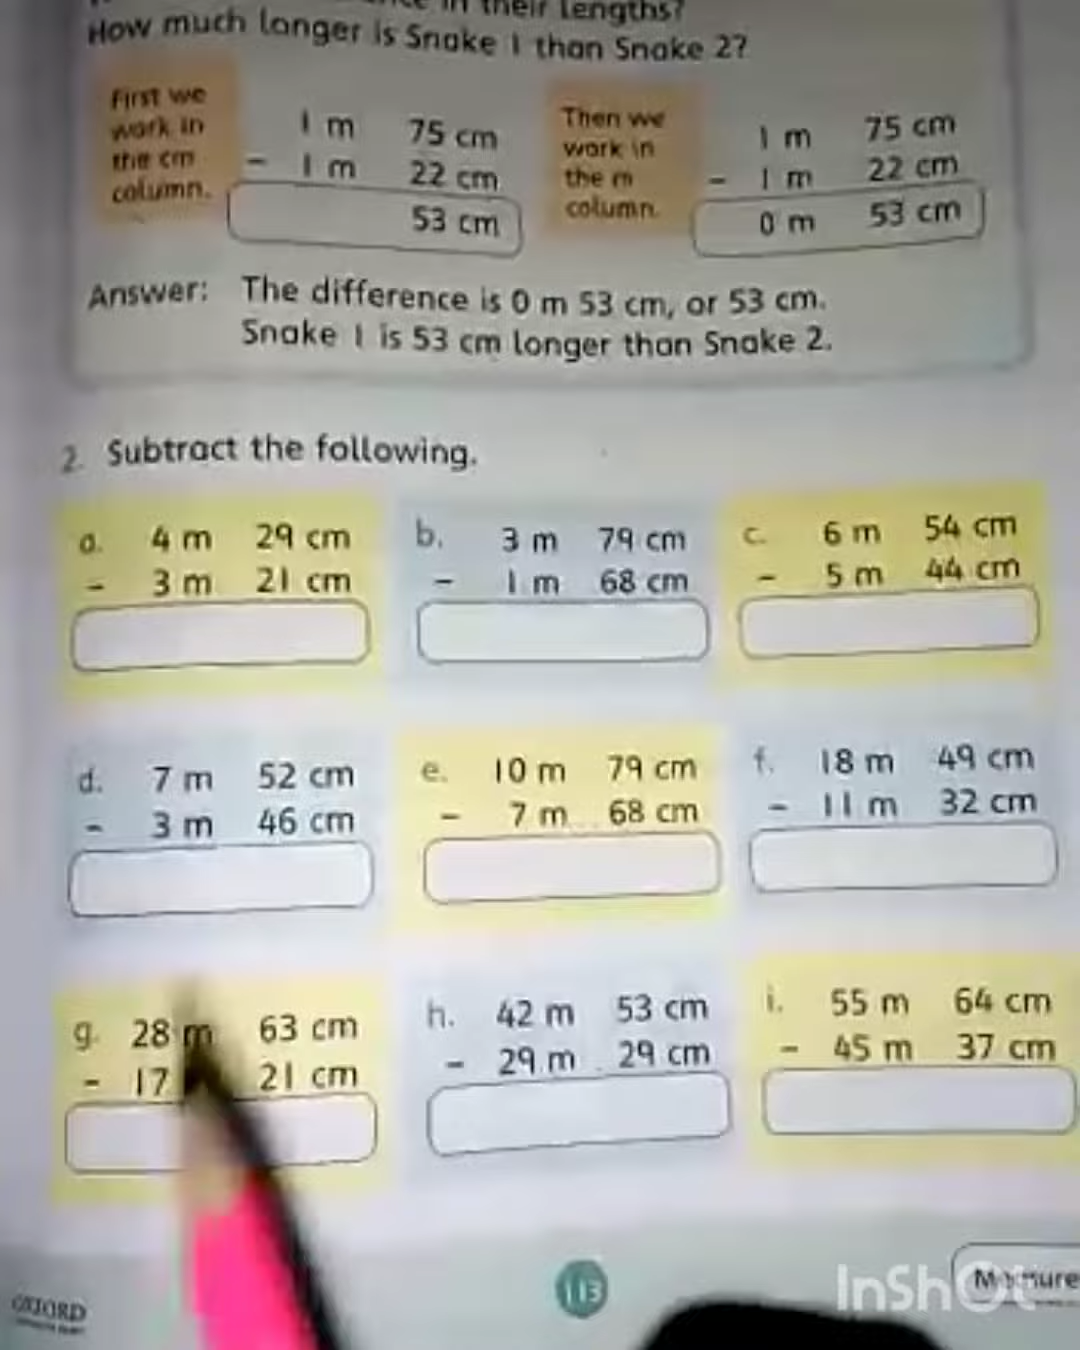 in their lengths?
How much longer is Snake 1 than Snake 2?
First we
work in
the cm
column.
1 m 75 cm
- 1 m 22 cm
53 cm
Then we
work in
the m
column.
1 m 75 cm
- 1 m 22 cm
0 m 53 cm
Answer: The difference is 0 m 53 cm, or 53 cm.
Snake 1 is 53 cm longer than Snake 2.
2. Subtract the following.
a. 4 m 29 cm
- 3 m 21 cm
b. 3 m 79 cm
- 1 m 68 cm
c. 6 m 54 cm
- 5 m 44 cm
d. 7 m 52 cm
- 3 m 46 cm
e. 10 m 79 cm
- 7 m 68 cm
f. 18 m 49 cm
- 11 m 32 cm
g. 28 m 63 cm
- 17 21 cm
h. 42 m 53 cm
- 29 m 29 cm
i. 55 m 64 cm
- 45 m 37 cm
OXFORD
113
InShOt